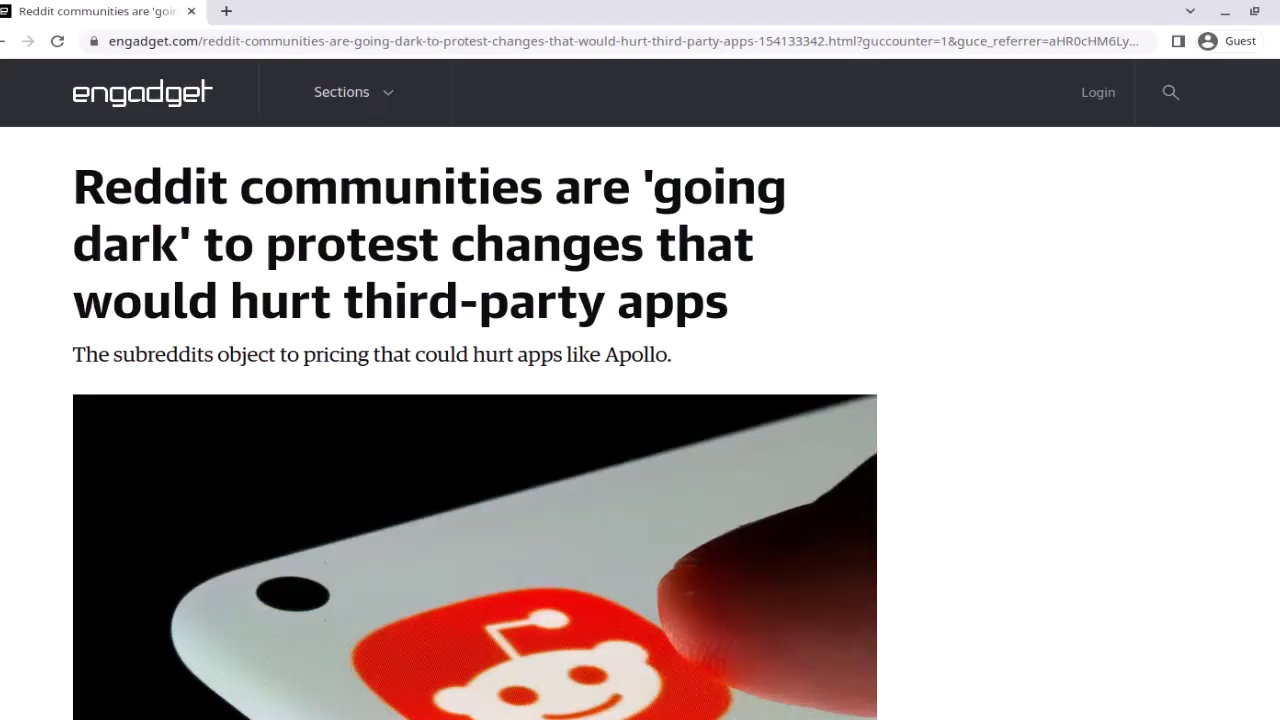 Reddit communities are 'goin
engadget.com/reddit-communities-are-going-dark-to-protest-changes-that-would-hurt-third-party-apps-154133342.html?guccounter=1&guce_referrer=aHR0cHM6Ly...
Guest
engadget
Sections
Login
Reddit communities are 'going
dark' to protest changes that
would hurt third-party apps
The subreddits object to pricing that could hurt apps like Apollo.